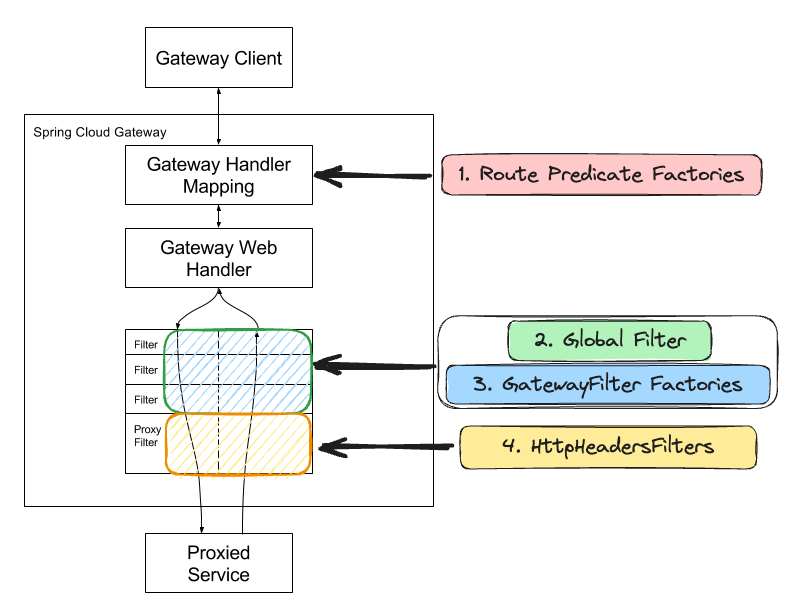 Gateway Client
Spring Cloud Gateway
Gateway Handler
Mapping
1. Route Predicate Factories
Gateway Web
Handler
Filter
Filter
Filter
Proxy
Filter
2. Global Filter
3. GatewayFilter Factories
4. HttpHeadersFilters
Proxied
Service